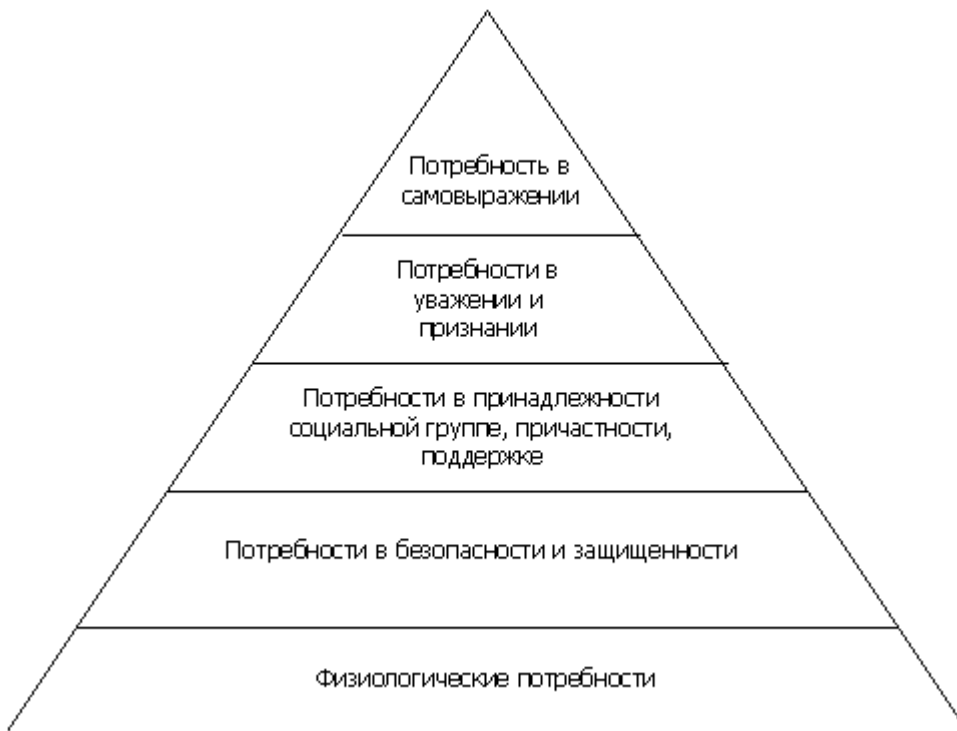 Потребность в
самовыражении
Потребности в
уважении и
признании
Потребности в принадлежности
социальной группе, причастности,
поддержке
Потребности в безопасности и защищенности
Физиологические потребности